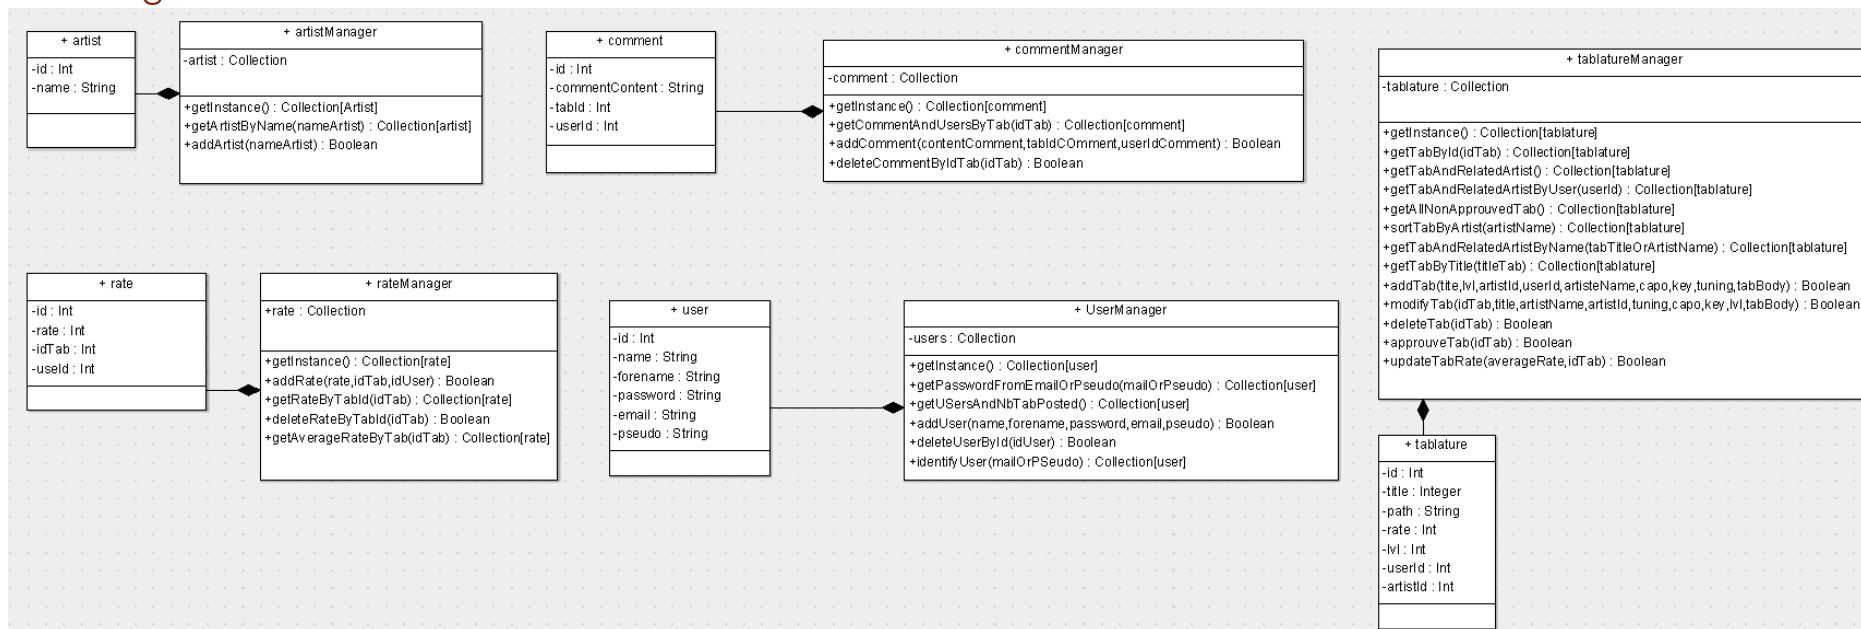 + artist
-id : Int
-name : String
+ artistManager
-artist : Collection
+getInstance() : Collection[Artist]
+getArtistByName(nameArtist) : Collection[artist]
+addArtist(nameArtist) : Boolean
+ comment
-id : Int
-commentContent : String
-tabId : Int
-userId : Int
+ commentManager
-comment : Collection
+getInstance() : Collection[comment]
+getCommentAndUsersByTab(idTab) : Collection[comment]
+addComment(contentComment,tabIdCOmment,userIdComment) : Boolean
+deleteCommentByIdTab(idTab) : Boolean
+ tablatureManager
-tablature : Collection
+getInstance() : Collection[tablature]
+getTabById(idTab) : Collection[tablature]
+getTabAndRelatedArtist() : Collection[tablature]
+getTabAndRelatedArtistByUser(userId) : Collection[tablature]
+getAllNonApprouvedTab() : Collection[tablature]
+sortTabByArtist(artistName) : Collection[tablature]
+getTabAndRelatedArtistByName(tabTitleOrArtistName) : Collection[tablature]
+getTabByTitle(titleTab) : Collection[tablature]
+addTab(tite,lvl,artistId,userId,artisteName,capo,key,tuning,tabBody) : Boolean
+modifyTab(idTab,title,artistName,artistId,tuning,capo,key,lvl,tabBody) : Boolean
+deleteTab(idTab) : Boolean
+approuveTab(idTab) : Boolean
+updateTabRate(averageRate,idTab) : Boolean
+ rate
-id : Int
-rate : Int
-idTab : Int
-useId : Int
+ rateManager
+rate : Collection
+getInstance() : Collection[rate]
+addRate(rate,idTab,idUser) : Boolean
+getRateByTabId(idTab) : Collection[rate]
+deleteRateByTabId(idTab) : Boolean
+getAverageRateByTab(idTab) : Collection[rate]
+ user
-id : Int
-name : String
-forename : String
-password : String
-email : String
-pseudo : String
+ UserManager
-users : Collection
+getInstance() : Collection[user]
+getPasswordFromEmailOrPseudo(mailOrPseudo) : Collection[user]
+getUSersAndNbTabPosted() : Collection[user]
+addUser(name,forename,password,email,pseudo) : Boolean
+deleteUserById(idUser) : Boolean
+identifyUser(mailOrPSeudo) : Collection[user]
+ tablature
-id : Int
-title : Integer
-path : String
-rate : Int
-lvl : Int
-userId : Int
-artistId : Int